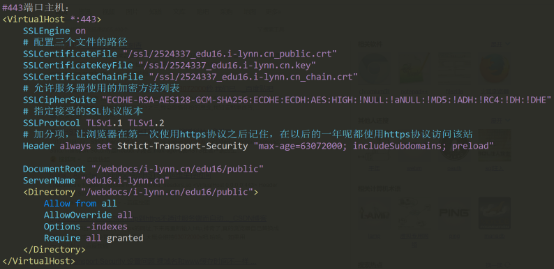 #443端口主机：
<VirtualHost *:443>
SSLEngine on
# 配置三个文件的路径
SSLCertificateFile "/ssl/2524337_edu16.i-lynn.cn_public.crt"
SSLCertificateKeyFile "/ssl/2524337_edu16.i-lynn.cn.key"
SSLCertificateChainFile "/ssl/2524337_edu16.i-lynn.cn_chain.crt"
# 允许服务器使用的加密方法列表
SSLCipherSuite "ECDHE-RSA-AES128-GCM-SHA256:ECDHE:ECDH:AES:HIGH:!NULL:!aNULL:!MD5:!ADH:!RC4:!DH:!DHE"
# 指定接受的SSL协议版本
SSLProtocol TLSv1.1 TLSv1.2
# 加分项，让浏览器在第一次使用https协议之后记住，在以后的一年呢都使用https协议访问该站
Header always set Strict-Transport-Security "max-age=63072000; includeSubdomains; preload"
DocumentRoot "/webdocs/i-lynn.cn/edu16/public"
ServerName "edu16.i-lynn.cn"
<Directory "/webdocs/i-lynn.cn/edu16/public">
Allow from all
AllowOverride all
Options -indexes
Require all granted
</Directory>
</VirtualHost>